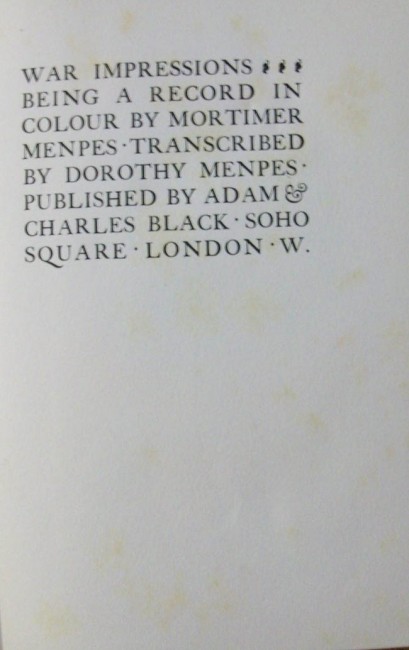 WAR IMPRESSIONS
BEING A RECORD IN
COLOUR BY MORTIMER
MENPES · TRANSCRIBED
BY DOROTHY MENPES ·
PUBLISHED BY ADAM &
CHARLES BLACK · SOHO
SQUARE · LONDON · W.